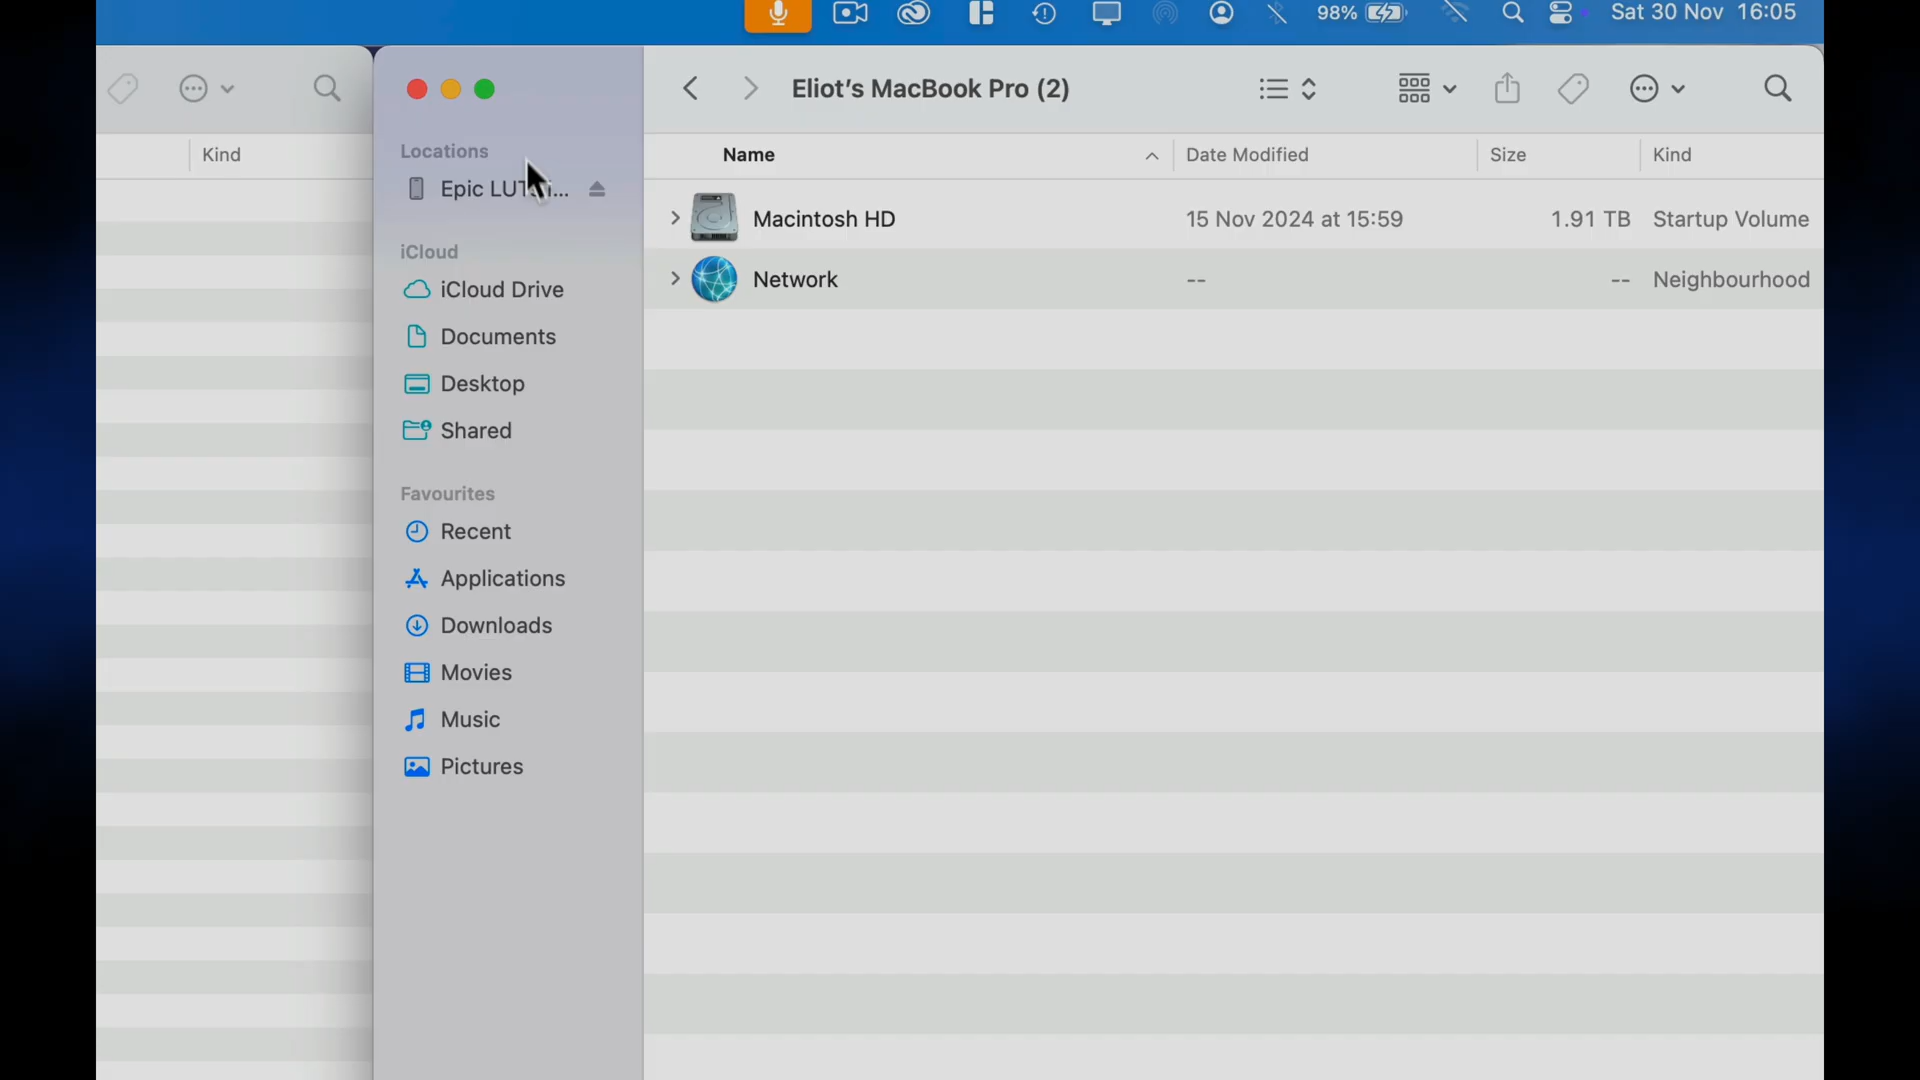 98% Sat 30 Nov 16:05
Eliot's MacBook Pro (2)
Kind
Locations
Epic
iCloud
iCloud Drive
Documents
Desktop
Shared
Favourites
Recent
Applications
Downloads
Movies
Music
Pictures
Name Date Modified Size Kind
Macintosh HD 15 Nov 2024 at 15:59 1.91 TB Startup Volume
Network -- -- Neighbourhood